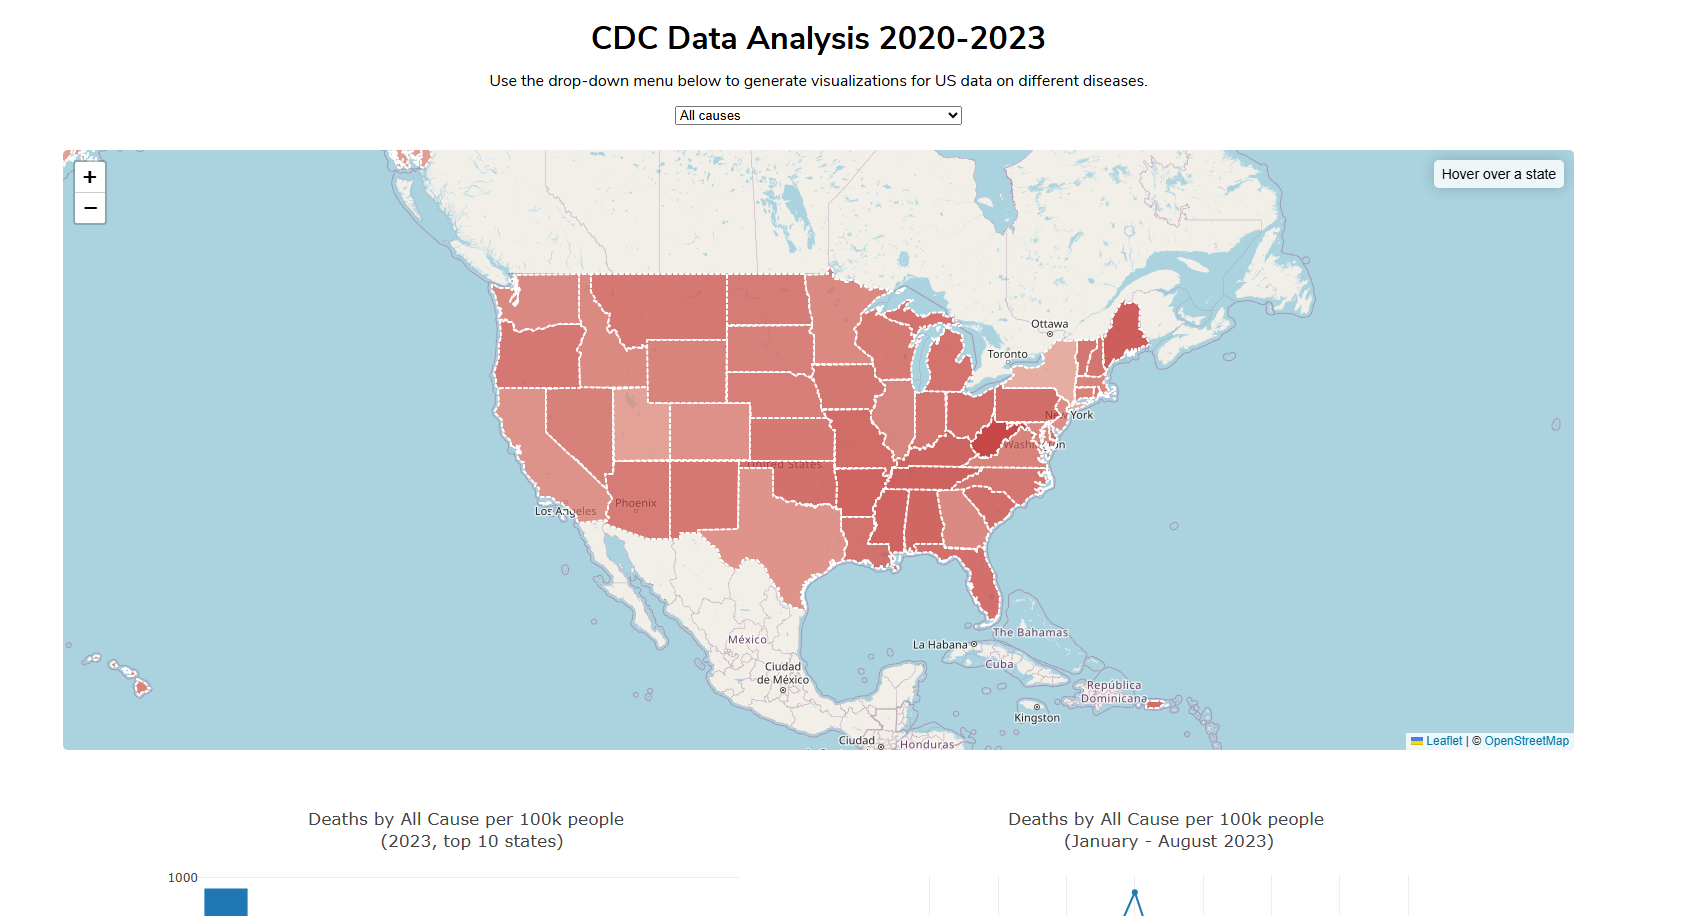 CDC Data Analysis 2020-2023
Use the drop-down menu below to generate visualizations for US data on different diseases.
All causes
+
−
Hover over a state
Ottawa
Toronto
New York
Washington
United States
Phoenix
Los Angeles
México
Ciudad
de México
La Habana
The Bahamas
Cuba
República
Dominicana
Kingston
Ciudad
Honduras
Leaflet | © OpenStreetMap
Deaths by All Cause per 100k people
(2023, top 10 states)
Deaths by All Cause per 100k people
(January - August 2023)
1000